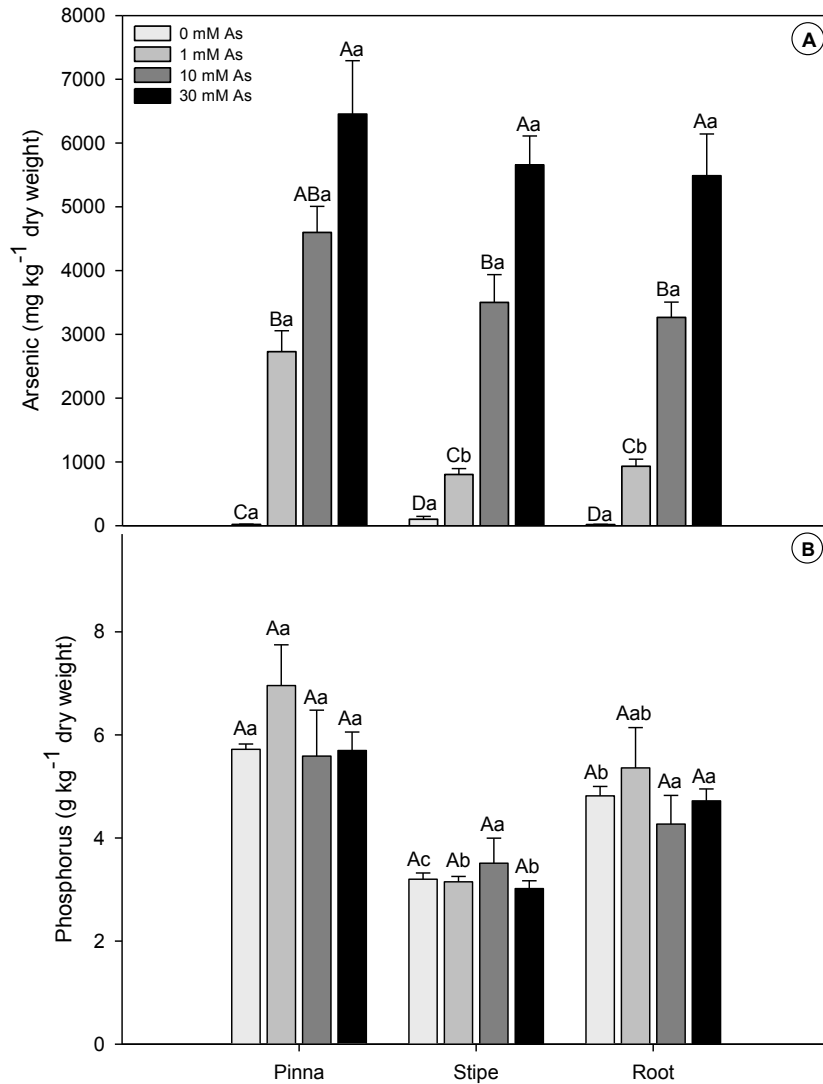 8000
7000
6000
5000
4000
3000
2000
1000
0
Arsenic (mg kg-1 dry weight)
0 mM As
1 mM As
10 mM As
30 mM As
A
Ca
Ba
ABa
Aa
Da
Cb
Ba
Aa
Da
Cb
Ba
Aa
B
8
6
4
2
0
Phosphorus (g kg-1 dry weight)
Aa
Aa
Aa
Aa
Ac
Ab
Aa
Ab
Ab
Aab
Aa
Aa
Pinna Stipe Root